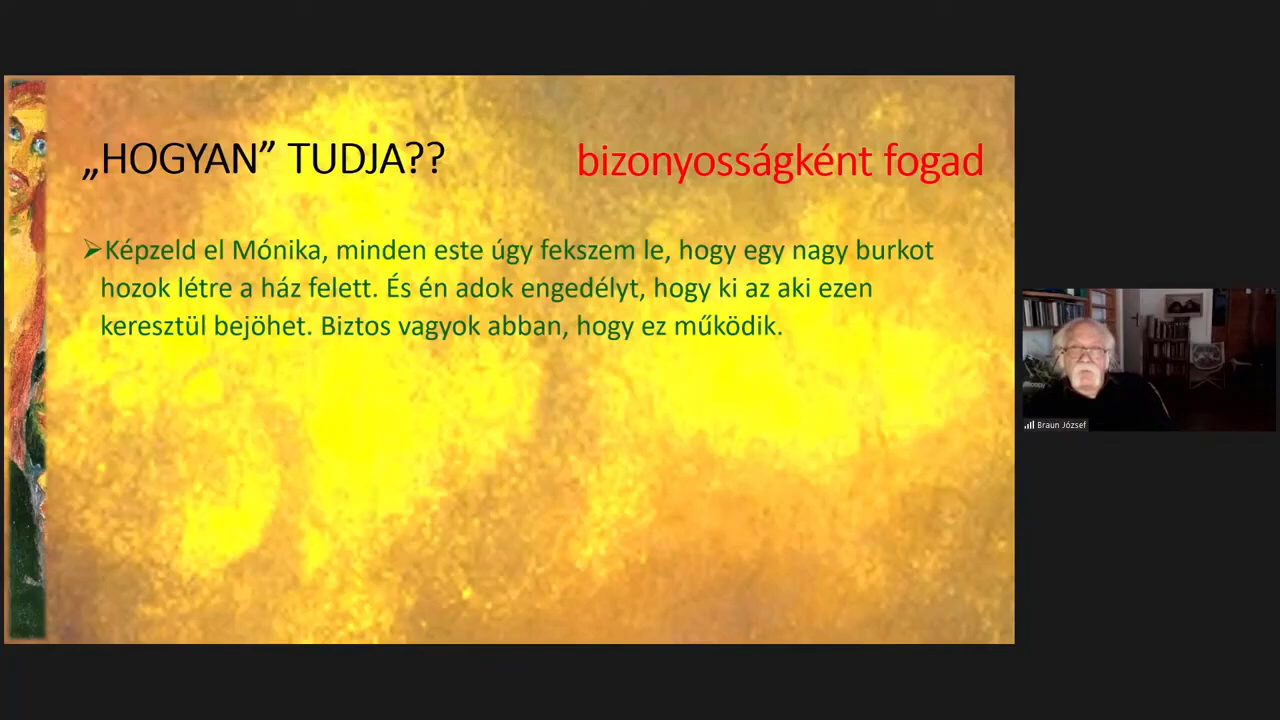 „HOGYAN” TUDJA?? bizonyosságként fogad
➢Képzeld el Mónika, minden este úgy fekszem le, hogy egy nagy burkot
hozok létre a ház felett. És én adok engedélyt, hogy ki az aki ezen
keresztül bejöhet. Biztos vagyok abban, hogy ez működik.
Braun József